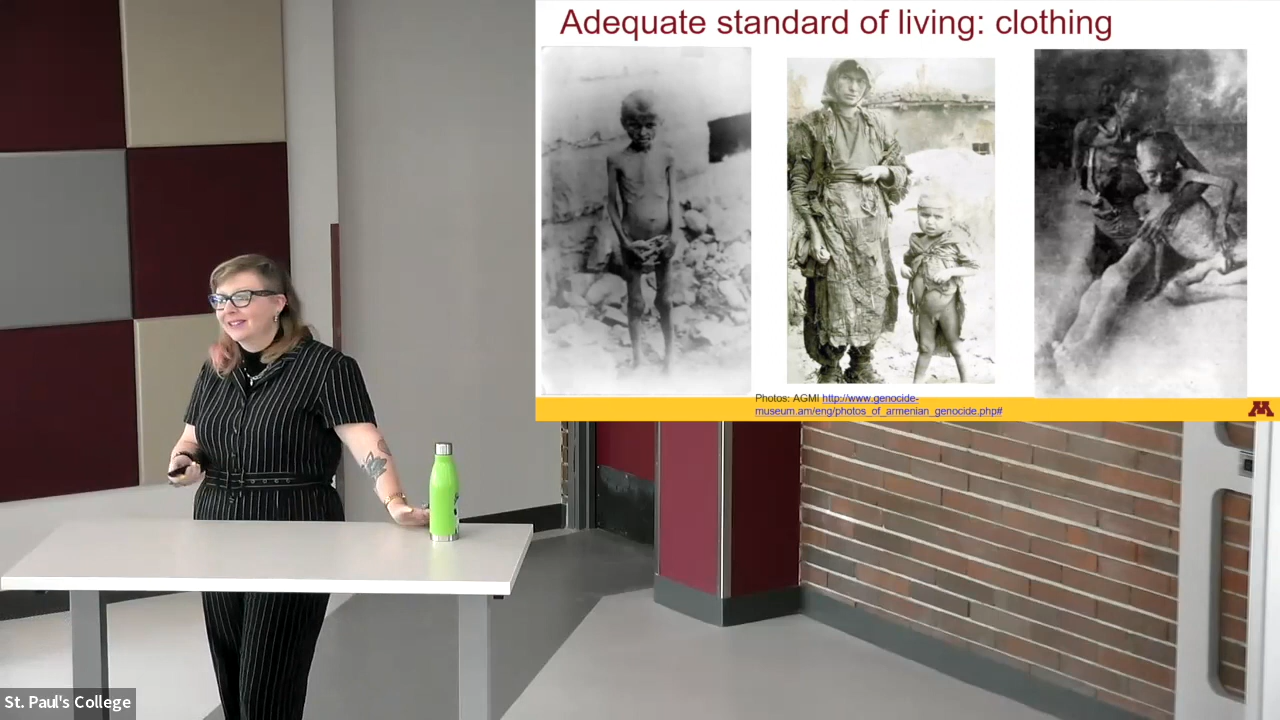 Adequate standard of living: clothing
Photos: AGMI http://www.genocide-
museum.am/eng/photos_of_armenian_genocide.php#
St. Paul's College